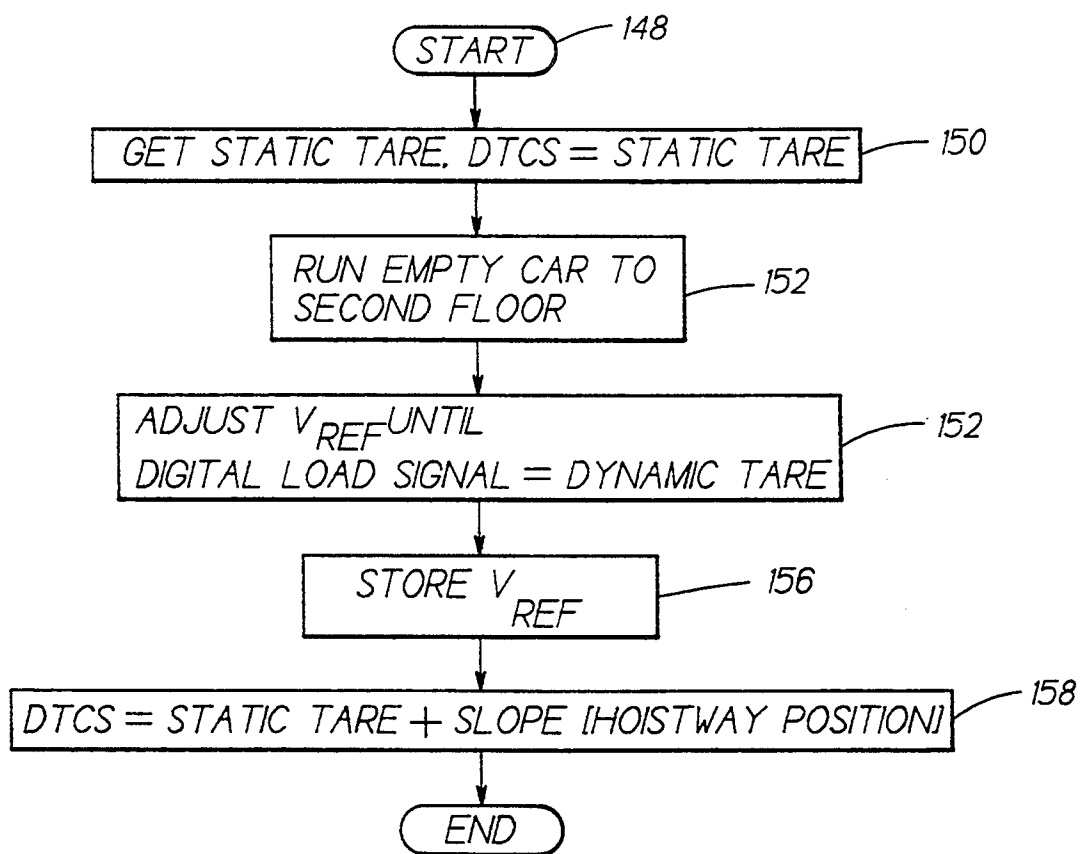 START
148
GET STATIC TARE, DTCS = STATIC TARE
150
RUN EMPTY CAR TO
SECOND FLOOR
152
ADJUST VREF UNTIL
DIGITAL LOAD SIGNAL = DYNAMIC TARE
152
STORE VREF
156
DTCS = STATIC TARE + SLOPE [HOISTWAY POSITION]
158
END